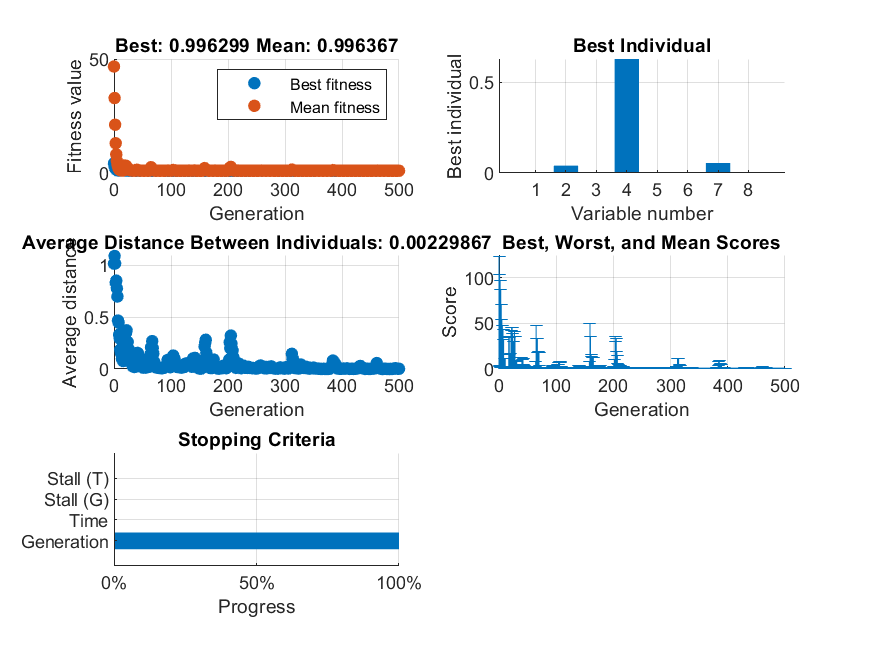 Best: 0.996299 Mean: 0.996367
Fitness value
50
0
Best fitness
Mean fitness
0 100 200 300 400 500
Generation
Best Individual
Best individual
0.5
0
1 2 3 4 5 6 7 8
Variable number
Average Distance Between Individuals: 0.00229867
Average distance
1
0.5
0
0 100 200 300 400 500
Generation
Best, Worst, and Mean Scores
Score
100
50
0
0 100 200 300 400 500
Generation
Stopping Criteria
Stall (T)
Stall (G)
Time
Generation
0% 50% 100%
Progress